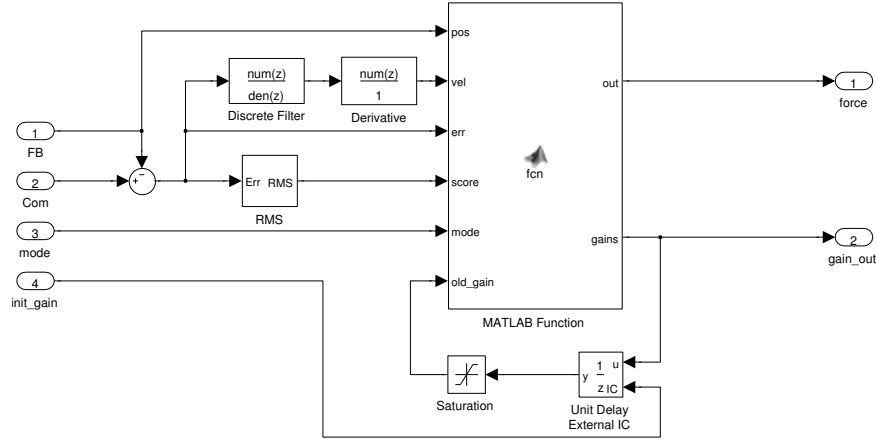 pos
num(z)
den(z)
Discrete Filter
num(z)
1
Derivative
vel
out
1
force
1
FB
err
fcn
2
Com
+
−
Err RMS
RMS
score
3
mode
mode
gains
2
gain_out
4
init_gain
old_gain
MATLAB Function
Saturation
y
1
z
u
IC
Unit Delay
External IC